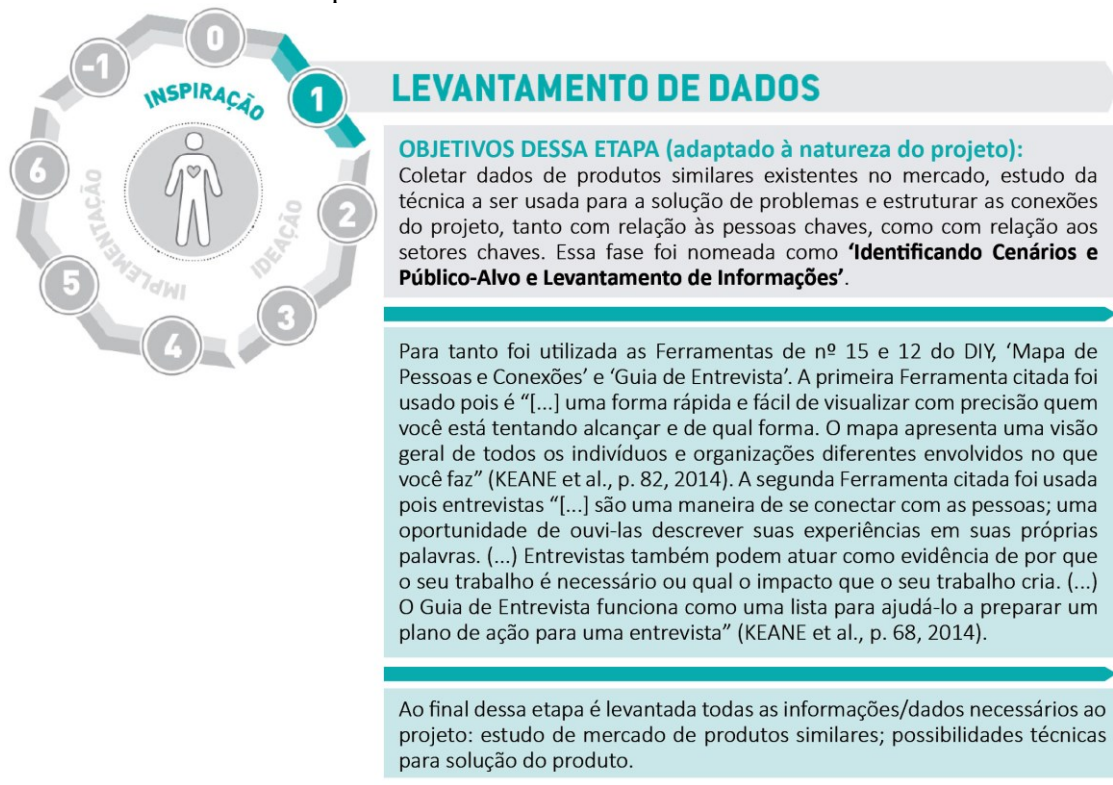 0
-1
1
INSPIRAÇÃO
6
2
IMPLEMENTAÇÃO
IDEAÇÃO
5
3
4
LEVANTAMENTO DE DADOS
OBJETIVOS DESSA ETAPA (adaptado à natureza do projeto):
Coletar dados de produtos similares existentes no mercado, estudo da
técnica a ser usada para a solução de problemas e estruturar as conexões
do projeto, tanto com relação às pessoas chaves, como com relação aos
setores chaves. Essa fase foi nomeada como 'Identificando Cenários e
Público-Alvo e Levantamento de Informações'.
Para tanto foi utilizada as Ferramentas de nº 15 e 12 do DIY, 'Mapa de
Pessoas e Conexões' e 'Guia de Entrevista'. A primeira Ferramenta citada foi
usado pois é “[...] uma forma rápida e fácil de visualizar com precisão quem
você está tentando alcançar e de qual forma. O mapa apresenta uma visão
geral de todos os indivíduos e organizações diferentes envolvidos no que
você faz” (KEANE et al., p. 82, 2014). A segunda Ferramenta citada foi usada
pois entrevistas “[...] são uma maneira de se conectar com as pessoas; uma
oportunidade de ouvi-las descrever suas experiências em suas próprias
palavras. (...) Entrevistas também podem atuar como evidência de por que
o seu trabalho é necessário ou qual o impacto que o seu trabalho cria. (...)
O Guia de Entrevista funciona como uma lista para ajudá-lo a preparar um
plano de ação para uma entrevista” (KEANE et al., p. 68, 2014).
Ao final dessa etapa é levantada todas as informações/dados necessários ao
projeto: estudo de mercado de produtos similares; possibilidades técnicas
para solução do produto.